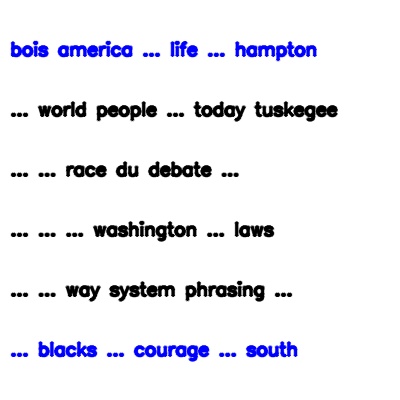 bois america ... life ... hampton
... world people ... today tuskegee
... ... race du debate ...
... ... ... washington ... laws
... ... way system phrasing ...
... blacks ... courage ... south